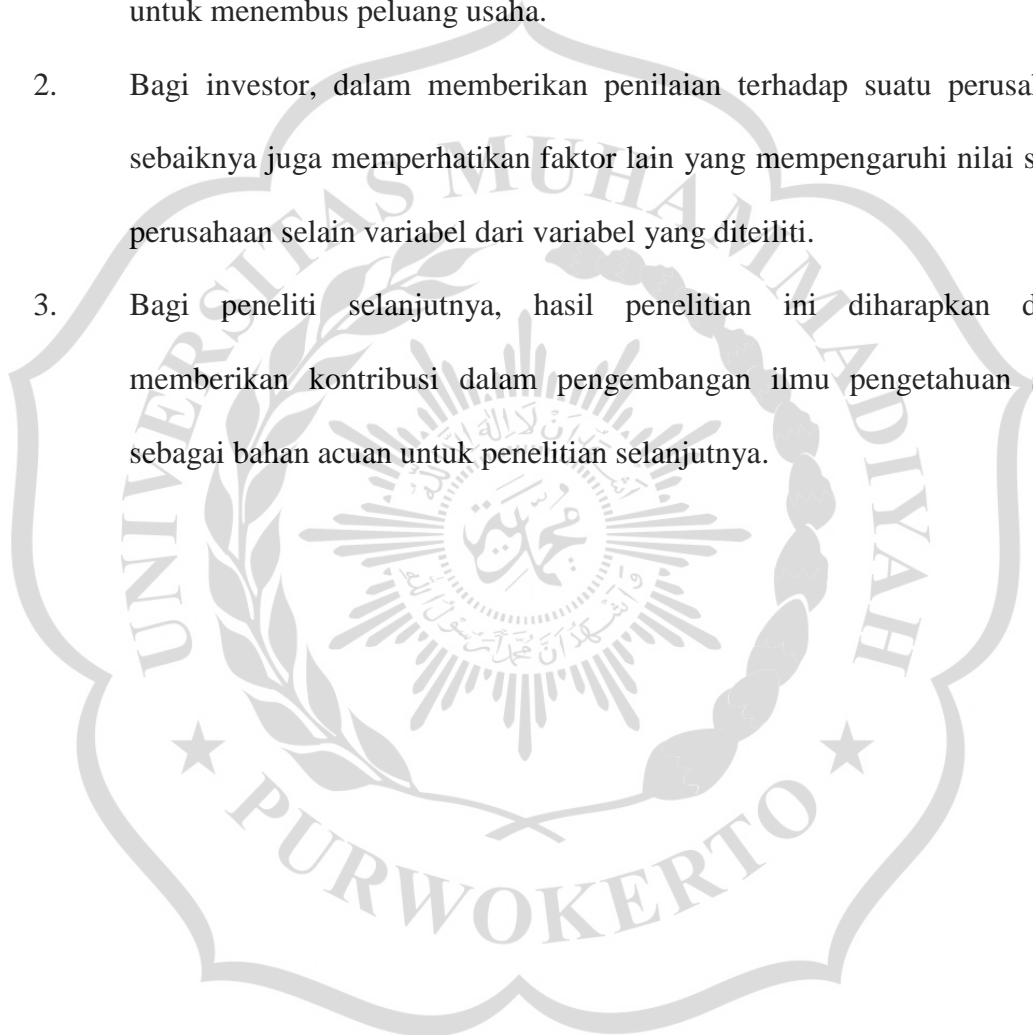 untuk menembus peluang usaha.
2. Bagi investor, dalam memberikan penilaian terhadap suatu
sebaiknya juga memperhatikan faktor lain yang mempengaruhi nilai
perusahaan selain variabel dari variabel yang diteiliti.
3. Bagi peneliti selanjutnya, hasil penelitian ini diharapkan
memberikan kontribusi dalam pengembangan ilmu pengetahuan
sebagai bahan acuan untuk penelitian selanjutnya.
UNIVERSITAS MUHAMMADIYAH
PURWOKERTO